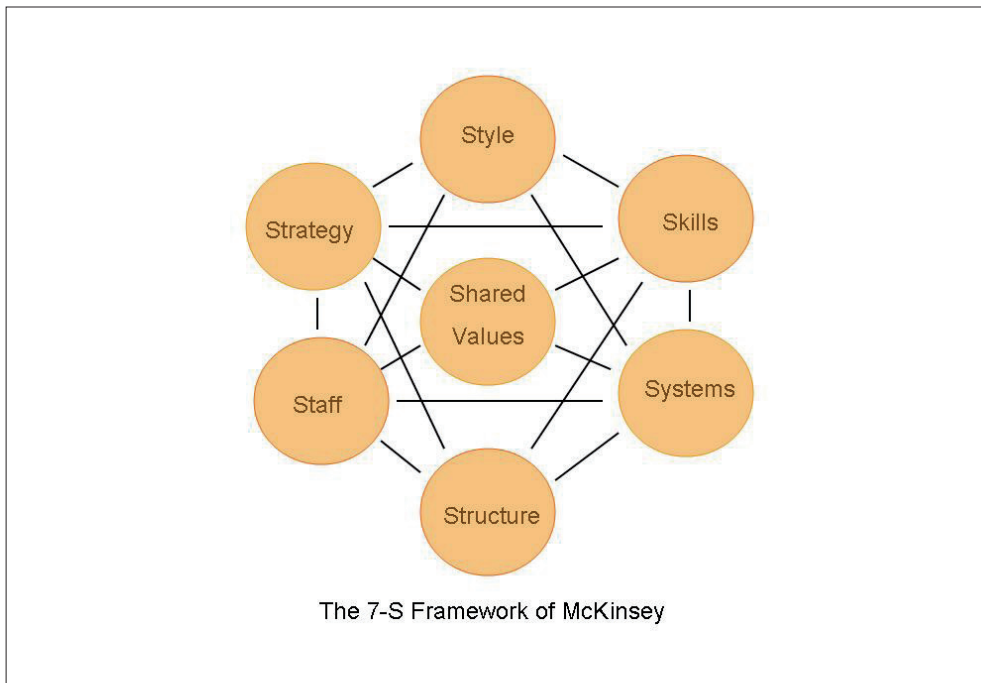 Style
Strategy
Skills
Shared
Values
Staff
Systems
Structure
The 7-S Framework of McKinsey